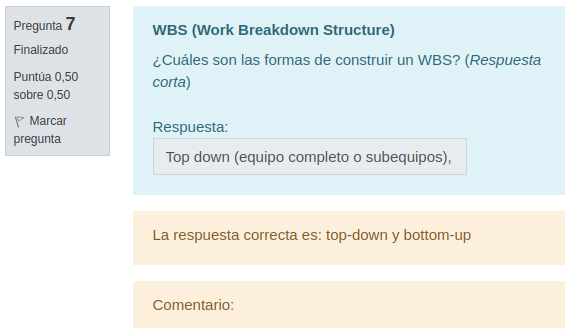 Pregunta 7
Finalizado
Puntúa 0,50
sobre 0,50
Marcar
pregunta
WBS (Work Breakdown Structure)
¿Cuáles son las formas de construir un WBS? (Respuesta
corta)
Respuesta:
Top down (equipo completo o subequipos),
La respuesta correcta es: top-down y bottom-up
Comentario: